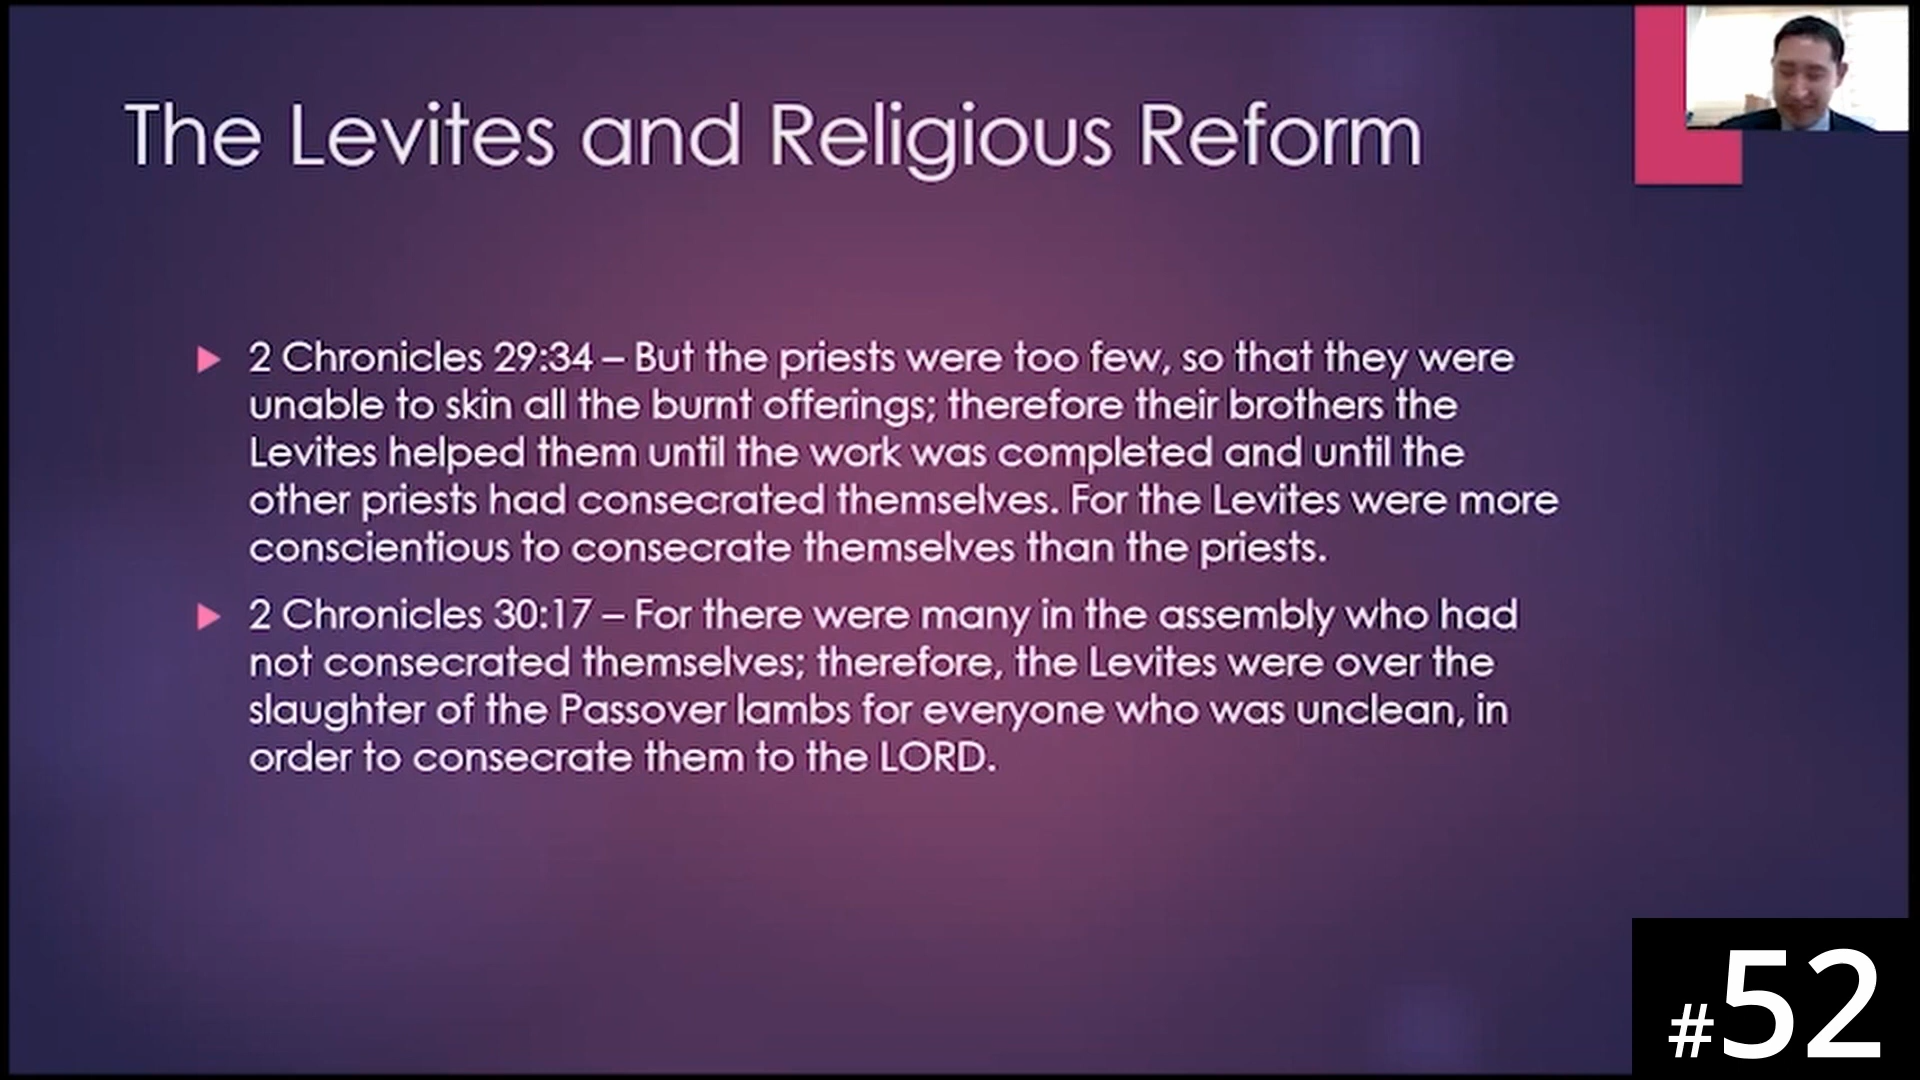 The Levites and Religious Reform
2 Chronicles 29:34 – But the priests were too few, so that they were
unable to skin all the burnt offerings; therefore their brothers the
Levites helped them until the work was completed and until the
other priests had consecrated themselves. For the Levites were more
conscientious to consecrate themselves than the priests.
2 Chronicles 30:17 – For there were many in the assembly who had
not consecrated themselves; therefore, the Levites were over the
slaughter of the Passover lambs for everyone who was unclean, in
order to consecrate them to the LORD.
#52